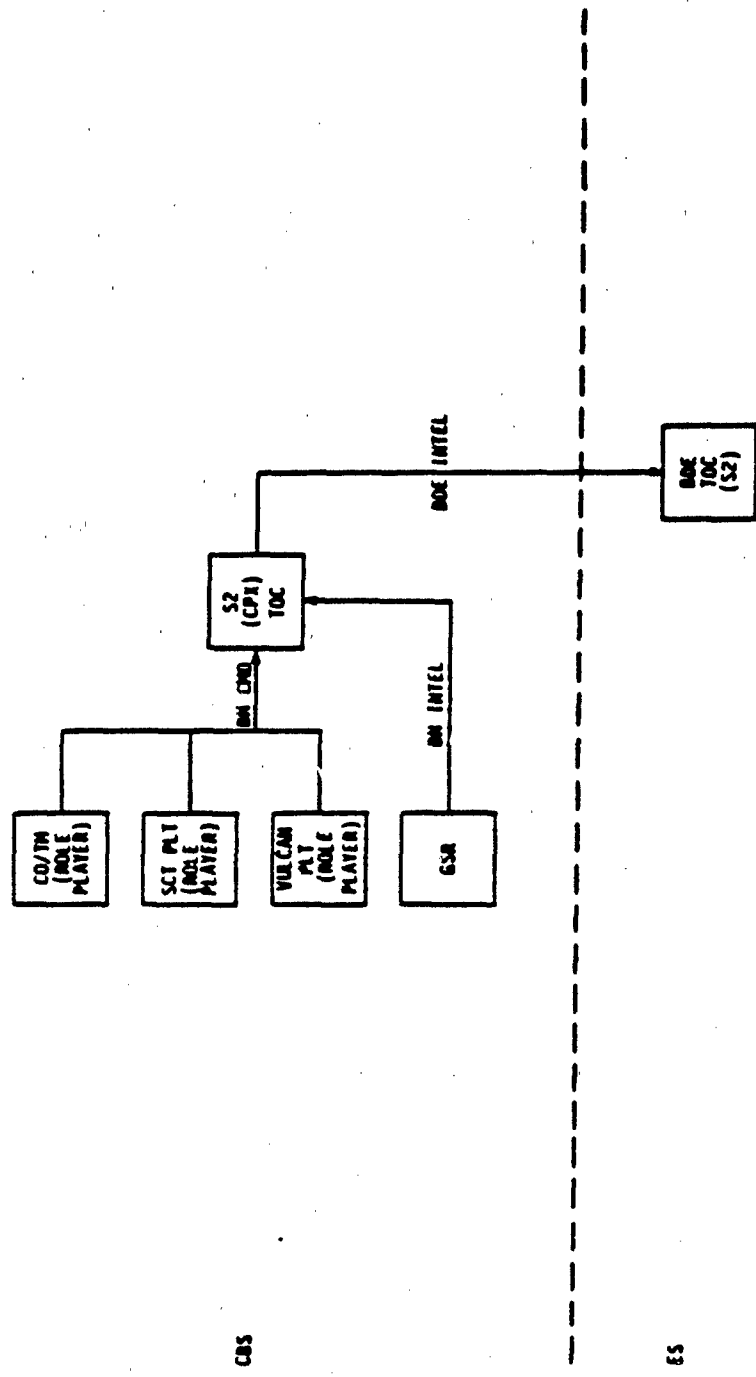 CBS
CO/TM
(ROLE
PLAYER)
SCT PLT
(ROLE
PLAYER)
VULCAN
PLT
(ROLE
PLAYER)
GSR
BN CMD
BN INTEL
S2
(CPX)
TOC
BDE INTEL
ES
BDE
TOC
(S2)